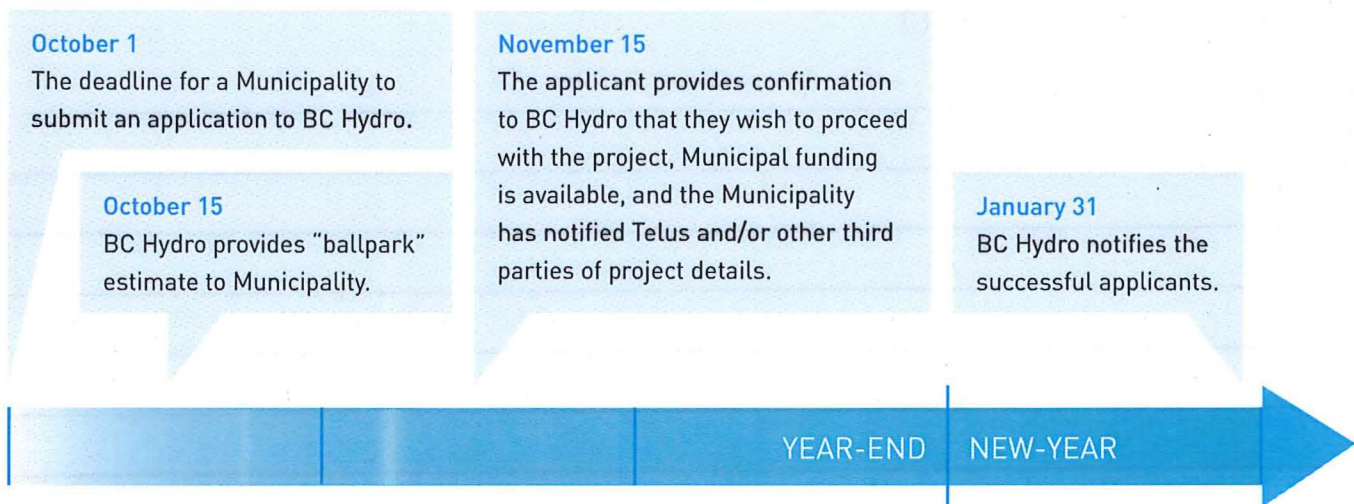 October 1
The deadline for a Municipality to
submit an application to BC Hydro.
October 15
BC Hydro provides “ballpark”
estimate to Municipality.
November 15
The applicant provides confirmation
to BC Hydro that they wish to proceed
with the project, Municipal funding
is available, and the Municipality
has notified Telus and/or other third
parties of project details.
January 31
BC Hydro notifies the
successful applicants.
YEAR-END
NEW-YEAR